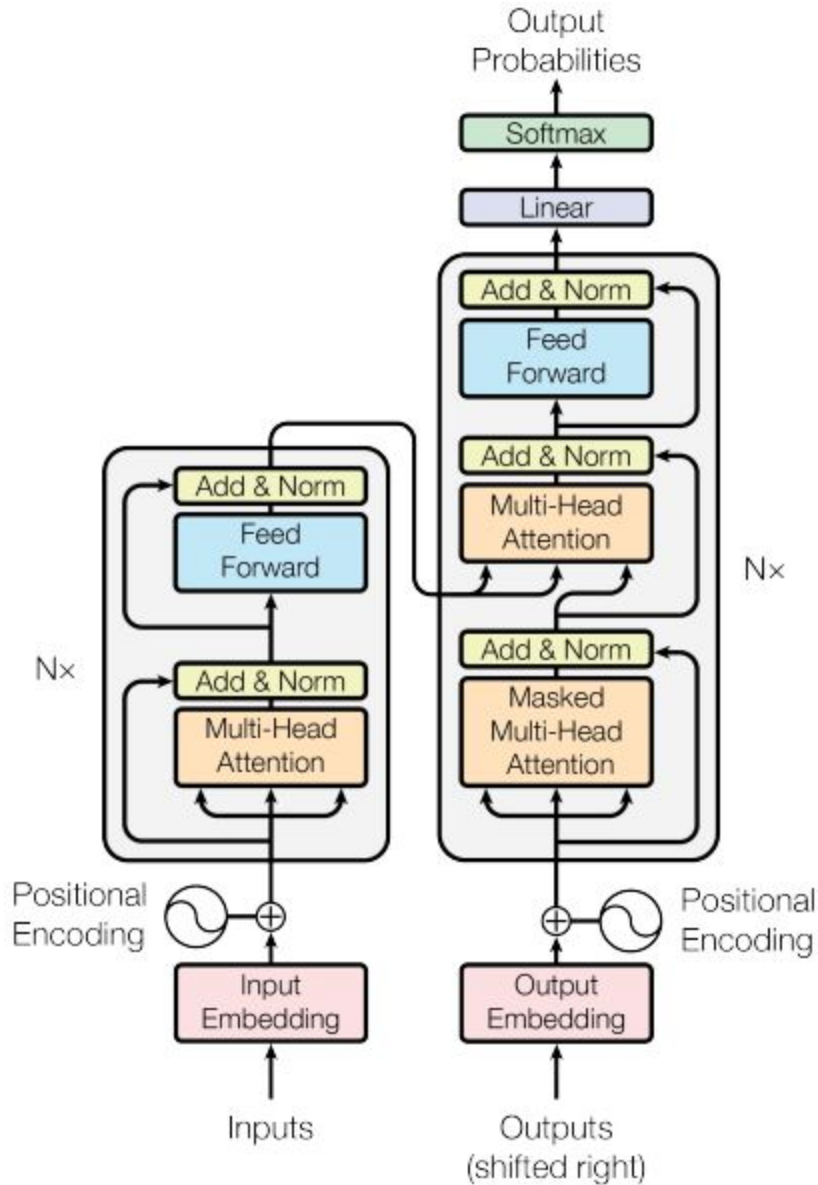 Output
Probabilities
Softmax
Linear
Add & Norm
Feed
Forward
Add & Norm
Multi-Head
Attention
N×
Add & Norm
Masked
Multi-Head
Attention
Add & Norm
Feed
Forward
N×
Add & Norm
Multi-Head
Attention
Positional
Encoding
Positional
Encoding
Input
Embedding
Output
Embedding
Inputs
Outputs
(shifted right)